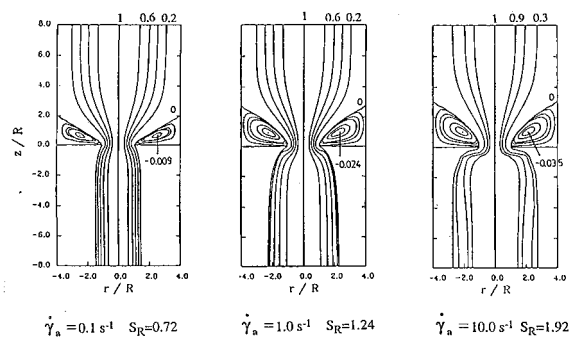 1 0.6 0.2
1 0.6 0.2
1 0.9 0.3
8.0
6.0
4.0
2.0
0.0
-2.0
-4.0
-6.0
-8.0
z / R
0
-0.009
0
-0.024
0
-0.035
-4.0 -2.0 0.0 2.0 4.0
-4.0 -2.0 0.0 2.0 4.0
-4.0 -2.0 0.0 2.0 4.0
r / R
r / R
r / R
γ̇a = 0.1 s-1 SR=0.72
γ̇a = 1.0 s-1 SR=1.24
γ̇a = 10.0 s-1 SR=1.92